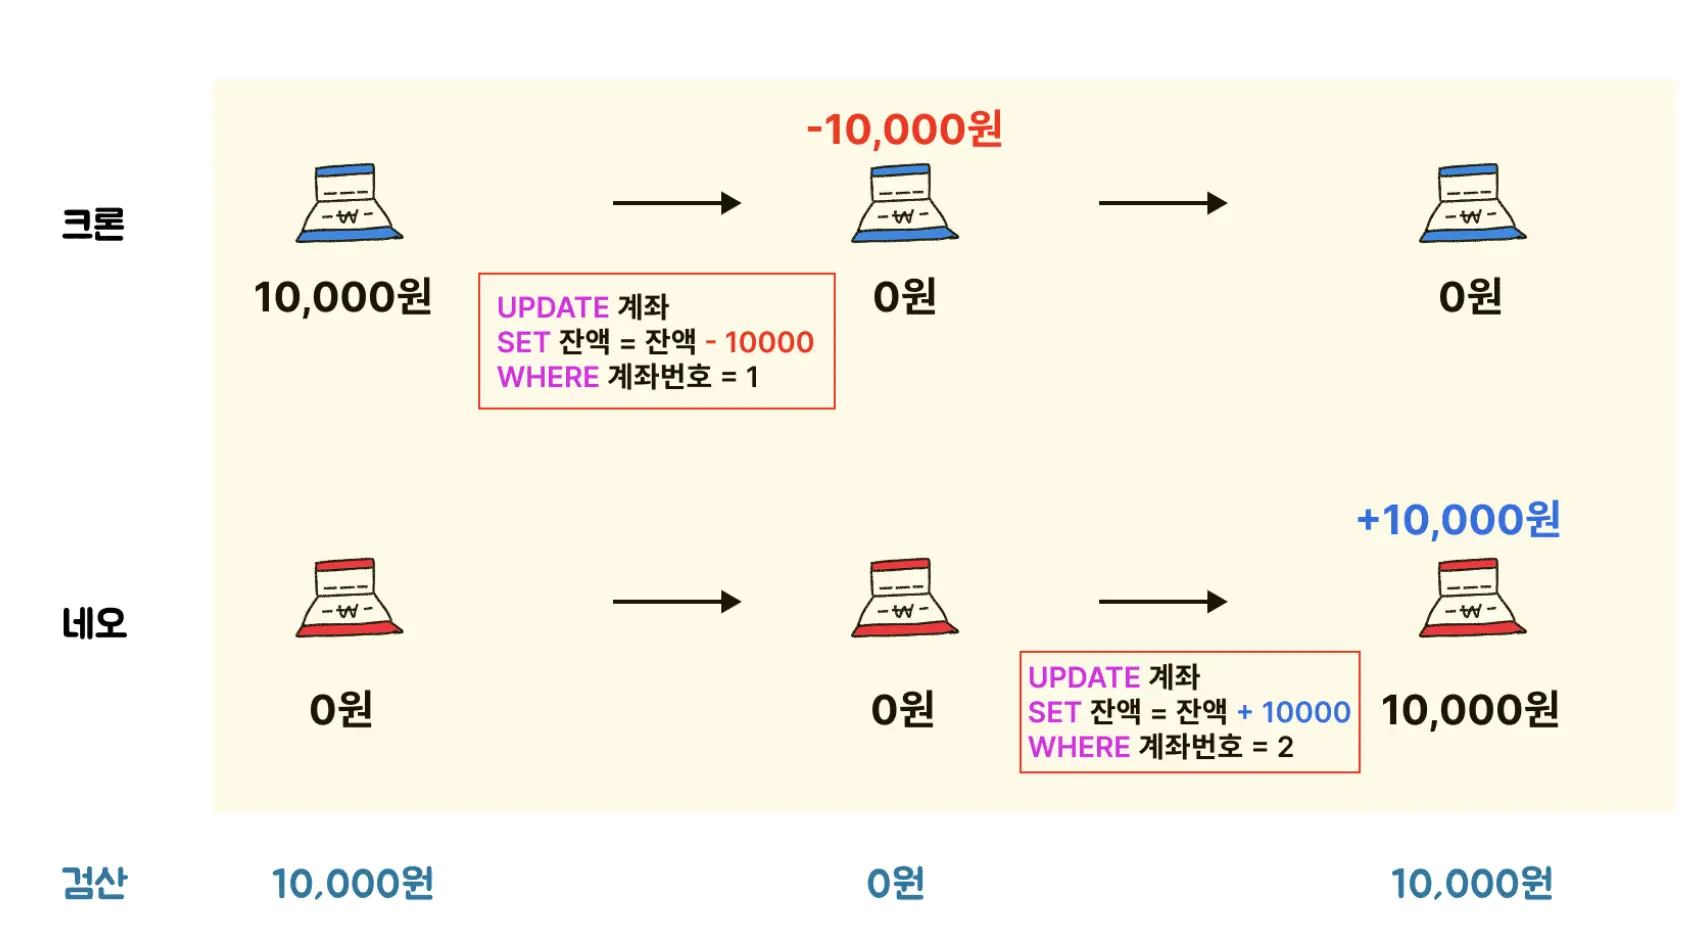 -10,000원
크론
10,000원
0원
0원
UPDATE 계좌
SET 잔액 = 잔액 - 10000
WHERE 계좌번호 = 1
+10,000원
네오
0원
0원
10,000원
UPDATE 계좌
SET 잔액 = 잔액 + 10000
WHERE 계좌번호 = 2
검산
10,000원
0원
10,000원